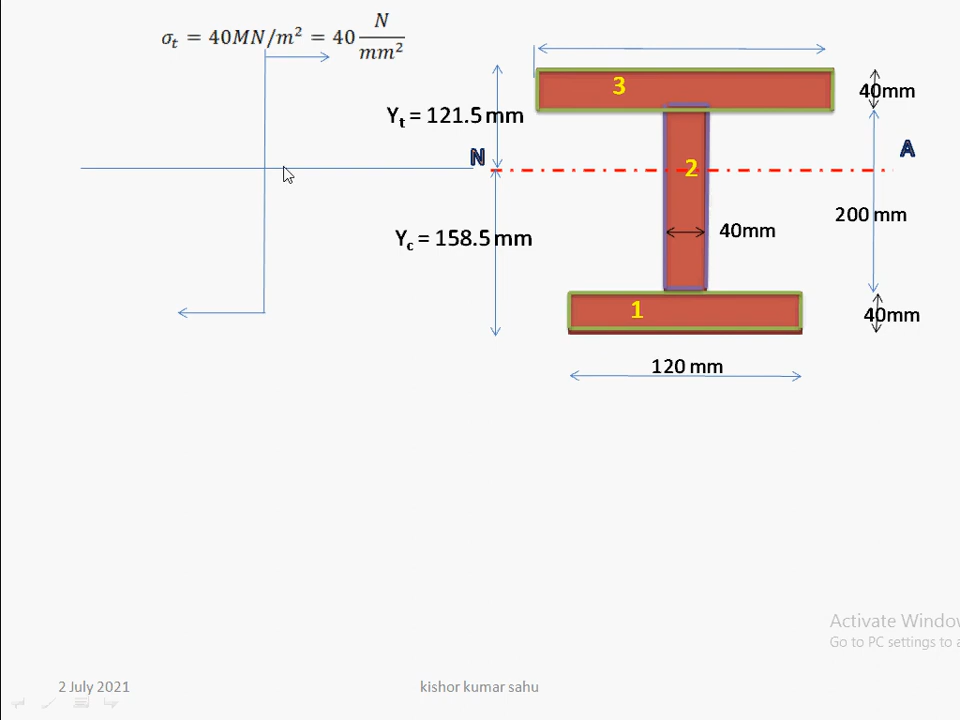 σt = 40MN/m² = 40 N/mm²
3
40mm
Yt = 121.5 mm
N
A
2
200 mm
40mm
Yc = 158.5 mm
1
40mm
120 mm
Activate Window
Go to PC settings to a
2 July 2021
kishor kumar sahu